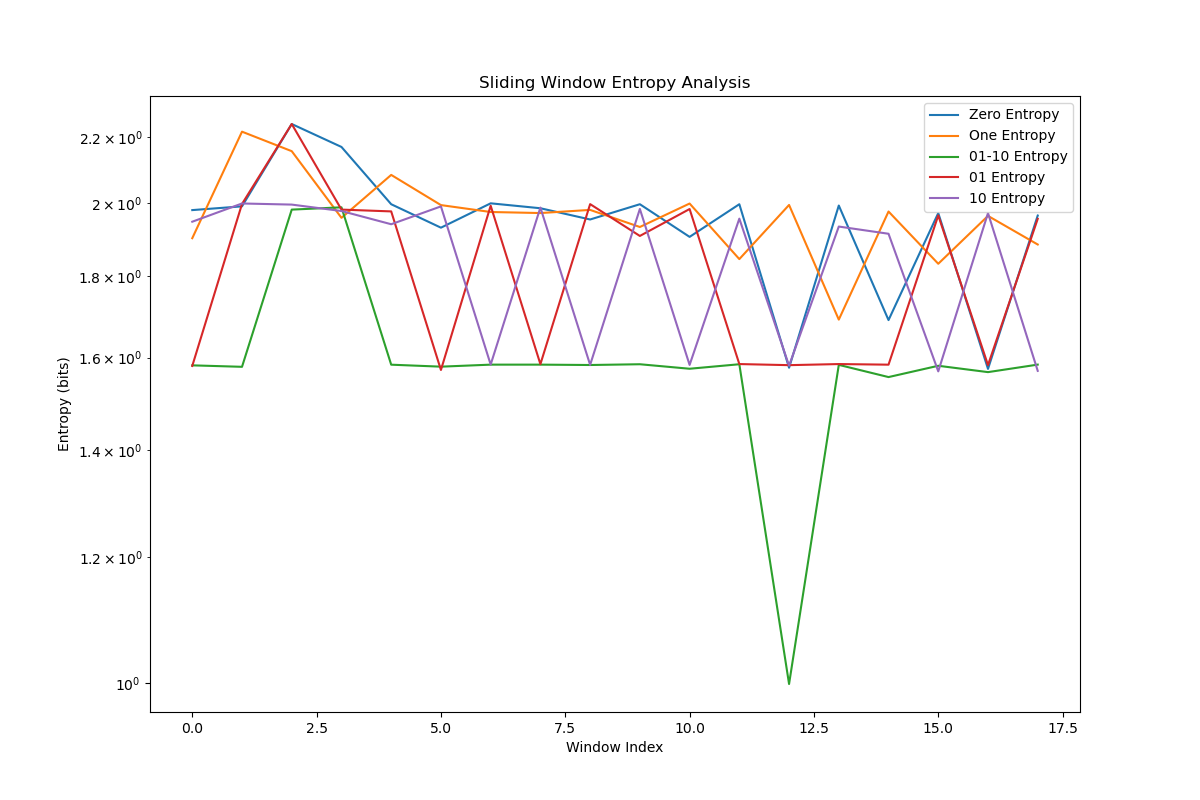 Sliding Window Entropy Analysis
Zero Entropy
One Entropy
01-10 Entropy
01 Entropy
10 Entropy
2.2 × 10⁰
2 × 10⁰
1.8 × 10⁰
1.6 × 10⁰
1.4 × 10⁰
1.2 × 10⁰
10⁰
Entropy (bits)
0.0 2.5 5.0 7.5 10.0 12.5 15.0 17.5
Window Index